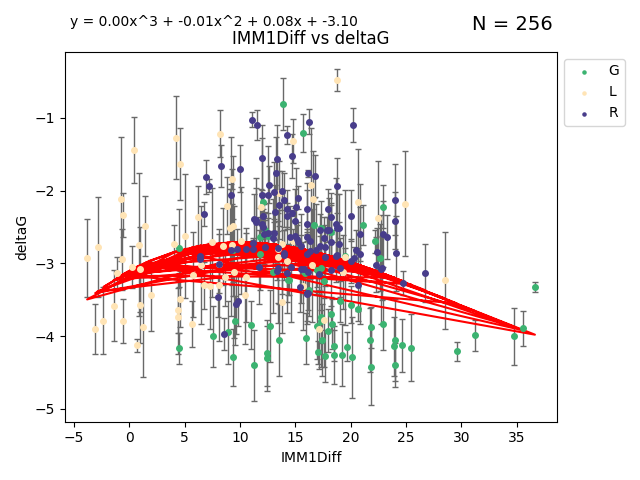 y = 0.00x^3 + -0.01x^2 + 0.08x + -3.10
N = 256
IMM1Diff vs deltaG
G
L
R
−1
−2
−3
−4
−5
deltaG
−5 0 5 10 15 20 25 30 35
IMM1Diff